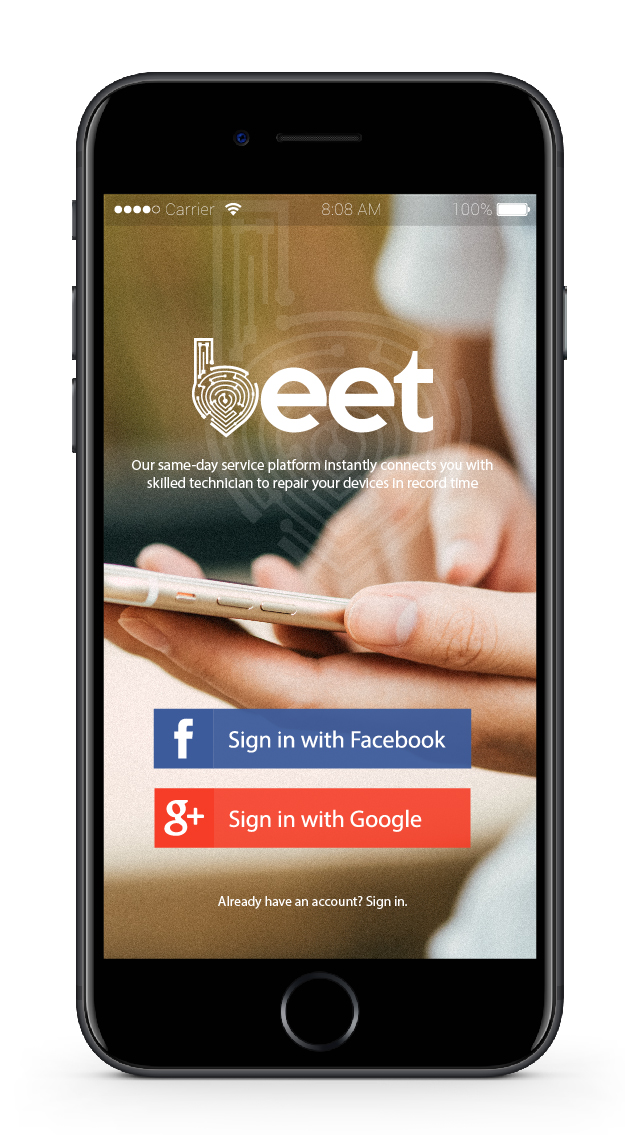 Carrier 8:08 AM 100%
beet
Our same-day service platform instantly connects you with
skilled technician to repair your devices in record time
f Sign in with Facebook
g+ Sign in with Google
Already have an account? Sign in.